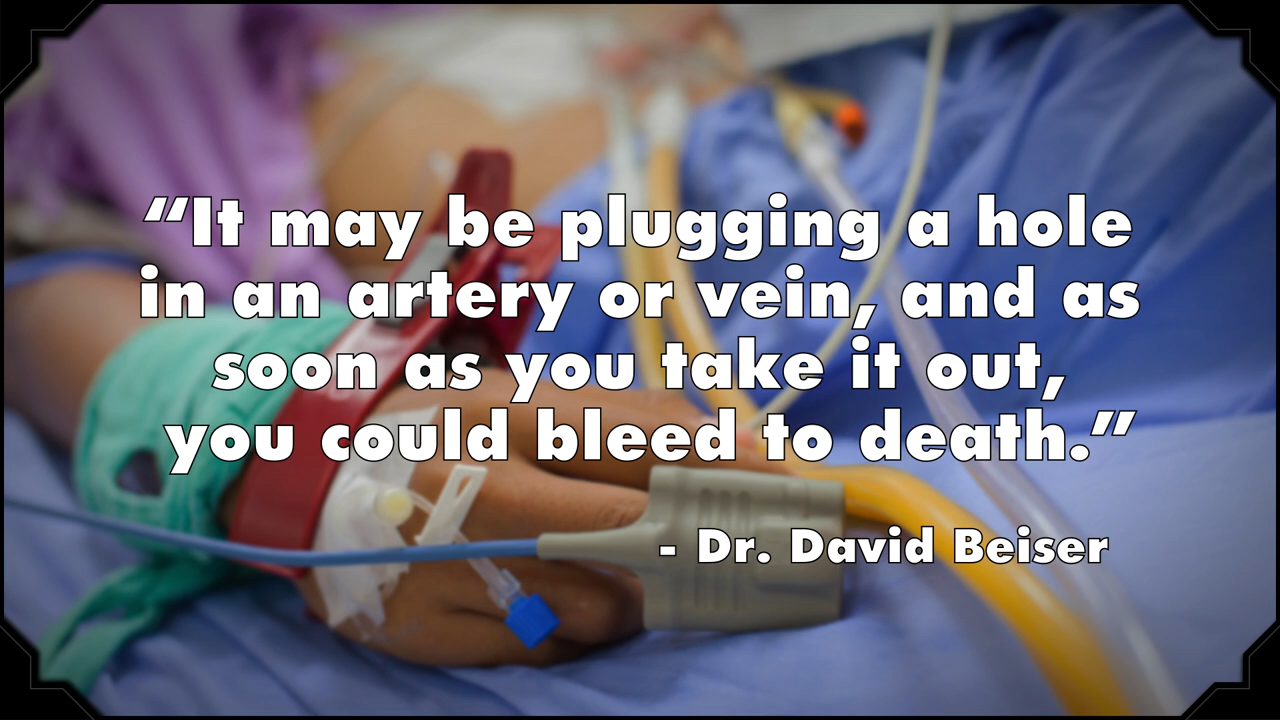 “It may be plugging a hole
in an artery or vein, and as
soon as you take it out,
you could bleed to death.”
- Dr. David Beiser